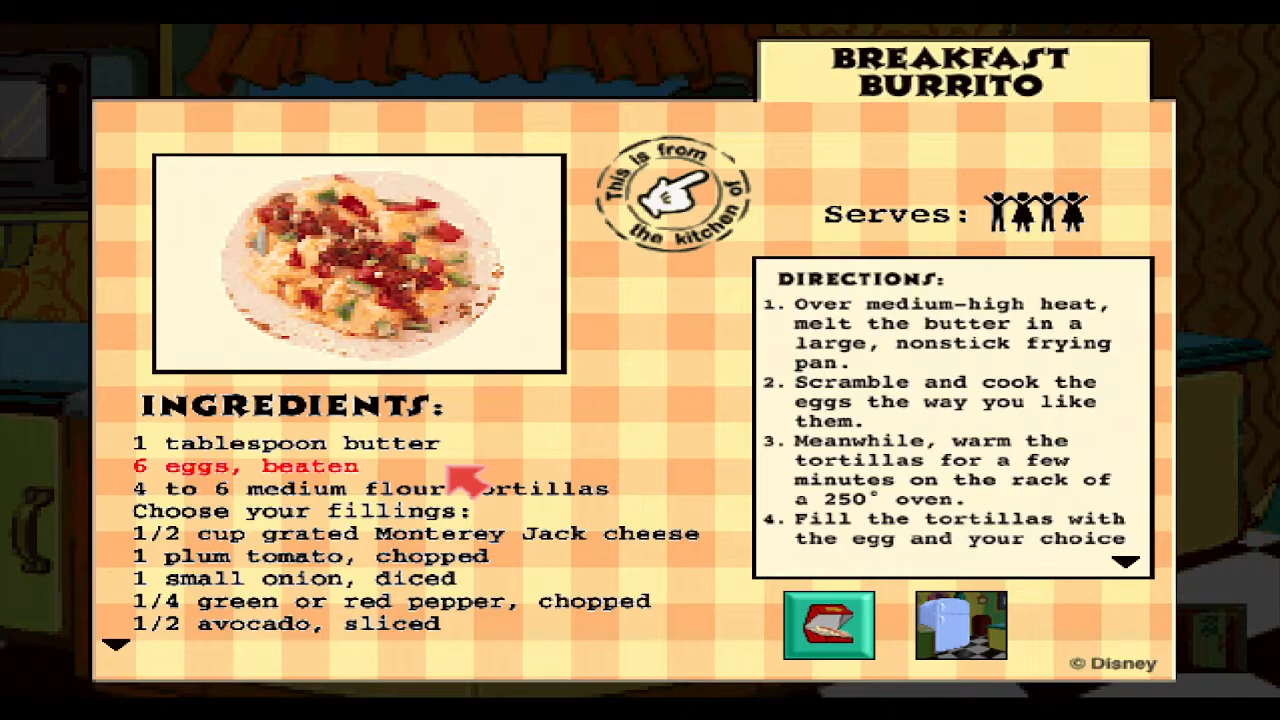 BREAKFAST
BURRITO
This is from
the kitchen of
Serves:
INGREDIENTS:
1 tablespoon butter
6 eggs, beaten
4 to 6 medium flour tortillas
Choose your fillings:
1/2 cup grated Monterey Jack cheese
1 plum tomato, chopped
1 small onion, diced
1/4 green or red pepper, chopped
1/2 avocado, sliced
DIRECTIONS:
1. Over medium-high heat,
melt the butter in a
large, nonstick frying
pan.
2. Scramble and cook the
eggs the way you like
them.
3. Meanwhile, warm the
tortillas for a few
minutes on the rack of
a 250° oven.
4. Fill the tortillas with
the egg and your choice
© Disney